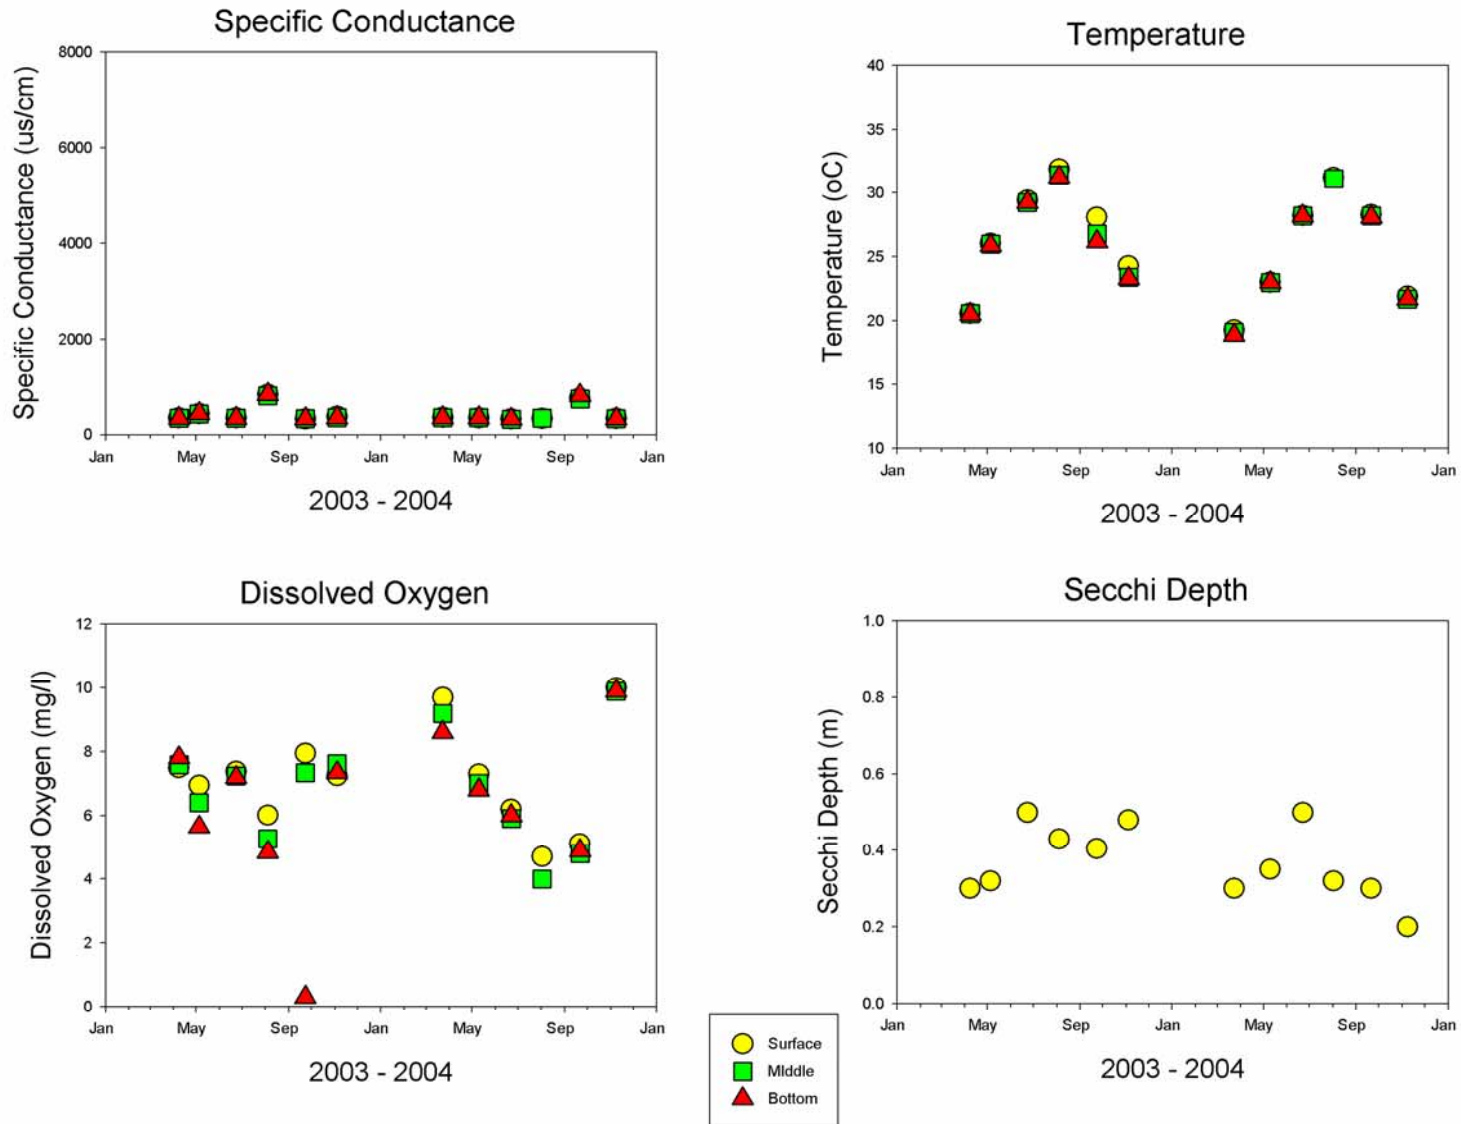 Specific Conductance
8000
6000
4000
2000
0
Specific Conductance (us/cm)
Jan May Sep Jan May Sep Jan
2003 - 2004
Temperature
40
35
30
25
20
15
10
Temperature (oC)
Jan May Sep Jan May Sep Jan
2003 - 2004
Dissolved Oxygen
12
10
8
6
4
2
0
Dissolved Oxygen (mg/l)
Jan May Sep Jan May Sep Jan
2003 - 2004
Secchi Depth
1.0
0.8
0.6
0.4
0.2
0.0
Secchi Depth (m)
Jan May Sep Jan May Sep Jan
2003 - 2004
Surface
MIddle
Bottom